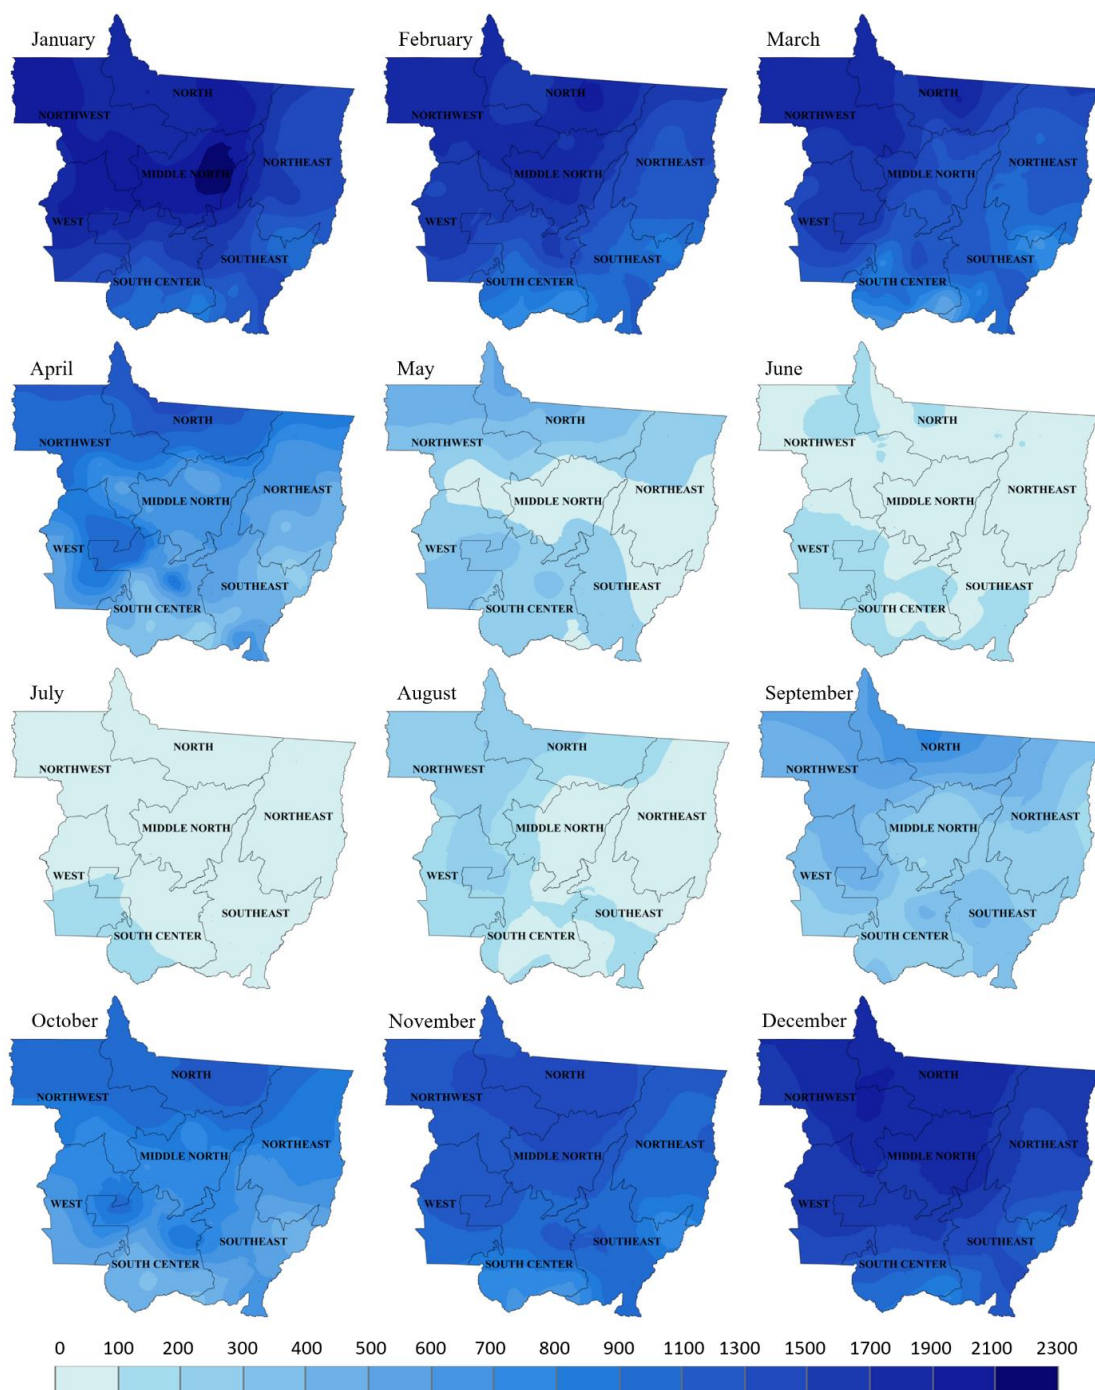 January
February
March
NORTH
NORTHWEST
NORTHEAST
MIDDLE NORTH
WEST
SOUTHEAST
SOUTH CENTER
NORTH
NORTHWEST
NORTHEAST
MIDDLE NORTH
WEST
SOUTHEAST
SOUTH CENTER
NORTH
NORTHWEST
NORTHEAST
MIDDLE NORTH
WEST
SOUTHEAST
SOUTH CENTER
April
May
June
NORTH
NORTHWEST
NORTHEAST
MIDDLE NORTH
WEST
SOUTHEAST
SOUTH CENTER
NORTH
NORTHWEST
NORTHEAST
MIDDLE NORTH
WEST
SOUTHEAST
SOUTH CENTER
NORTH
NORTHWEST
NORTHEAST
MIDDLE NORTH
WEST
SOUTHEAST
SOUTH CENTER
July
August
September
NORTH
NORTHWEST
NORTHEAST
MIDDLE NORTH
WEST
SOUTHEAST
SOUTH CENTER
NORTH
NORTHWEST
NORTHEAST
MIDDLE NORTH
WEST
SOUTHEAST
SOUTH CENTER
NORTH
NORTHWEST
NORTHEAST
MIDDLE NORTH
WEST
SOUTHEAST
SOUTH CENTER
October
November
December
NORTH
NORTHWEST
NORTHEAST
MIDDLE NORTH
WEST
SOUTHEAST
SOUTH CENTER
NORTH
NORTHWEST
NORTHEAST
MIDDLE NORTH
WEST
SOUTHEAST
SOUTH CENTER
NORTH
NORTHWEST
NORTHEAST
MIDDLE NORTH
WEST
SOUTHEAST
SOUTH CENTER
0 100 200 300 400 500 600 700 800 900 1100 1300 1500 1700 1900 2100 2300